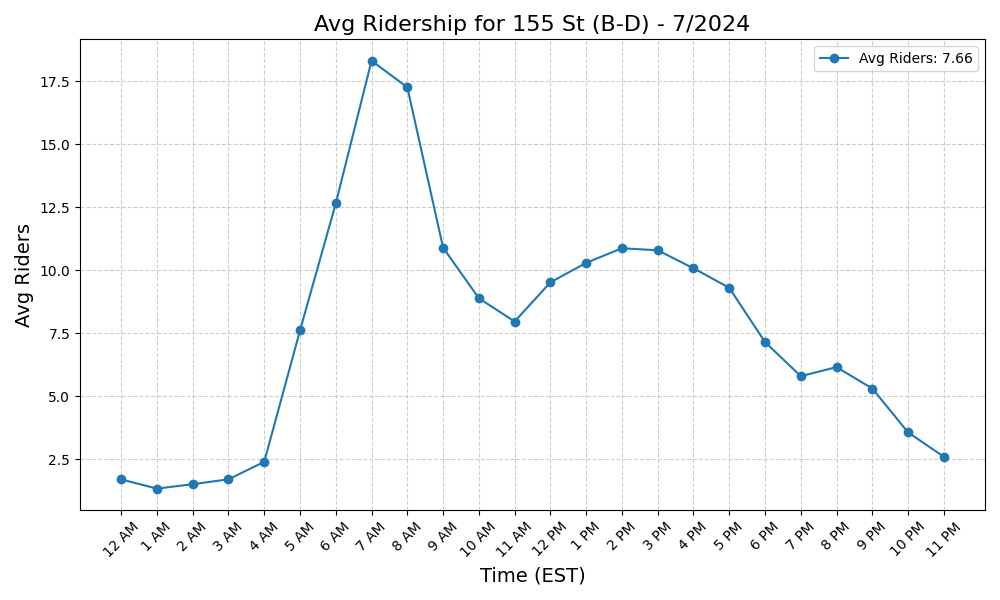 Avg Ridership for 155 St (B-D) - 7/2024
Avg Riders: 7.66
Avg Riders
17.5
15.0
12.5
10.0
7.5
5.0
2.5
12 AM
1 AM
2 AM
3 AM
4 AM
5 AM
6 AM
7 AM
8 AM
9 AM
10 AM
11 AM
12 PM
1 PM
2 PM
3 PM
4 PM
5 PM
6 PM
7 PM
8 PM
9 PM
10 PM
11 PM
Time (EST)